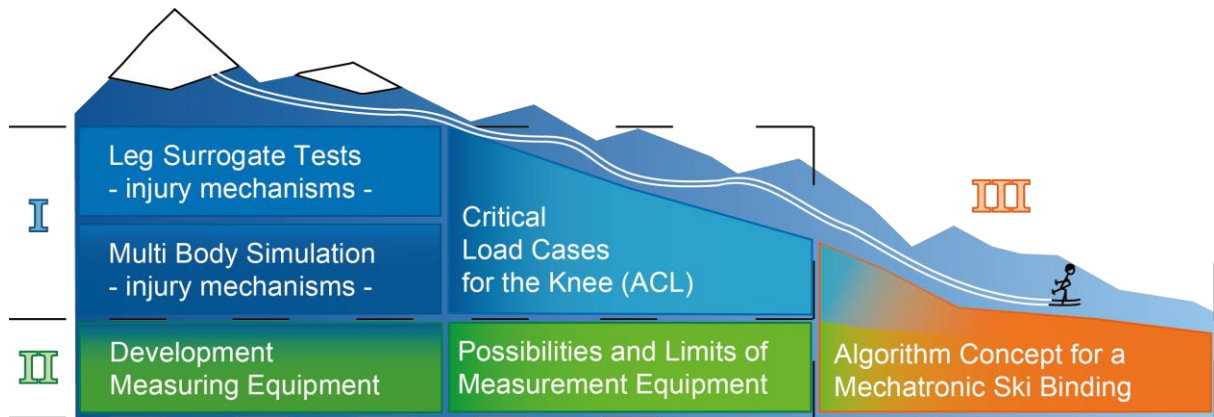 I
Leg Surrogate Tests
- injury mechanisms -
Multi Body Simulation
- injury mechanisms -
Critical
Load Cases
for the Knee (ACL)
II
Development
Measuring Equipment
Possibilities and Limits of
Measurement Equipment
III
Algorithm Concept for a
Mechatronic Ski Binding